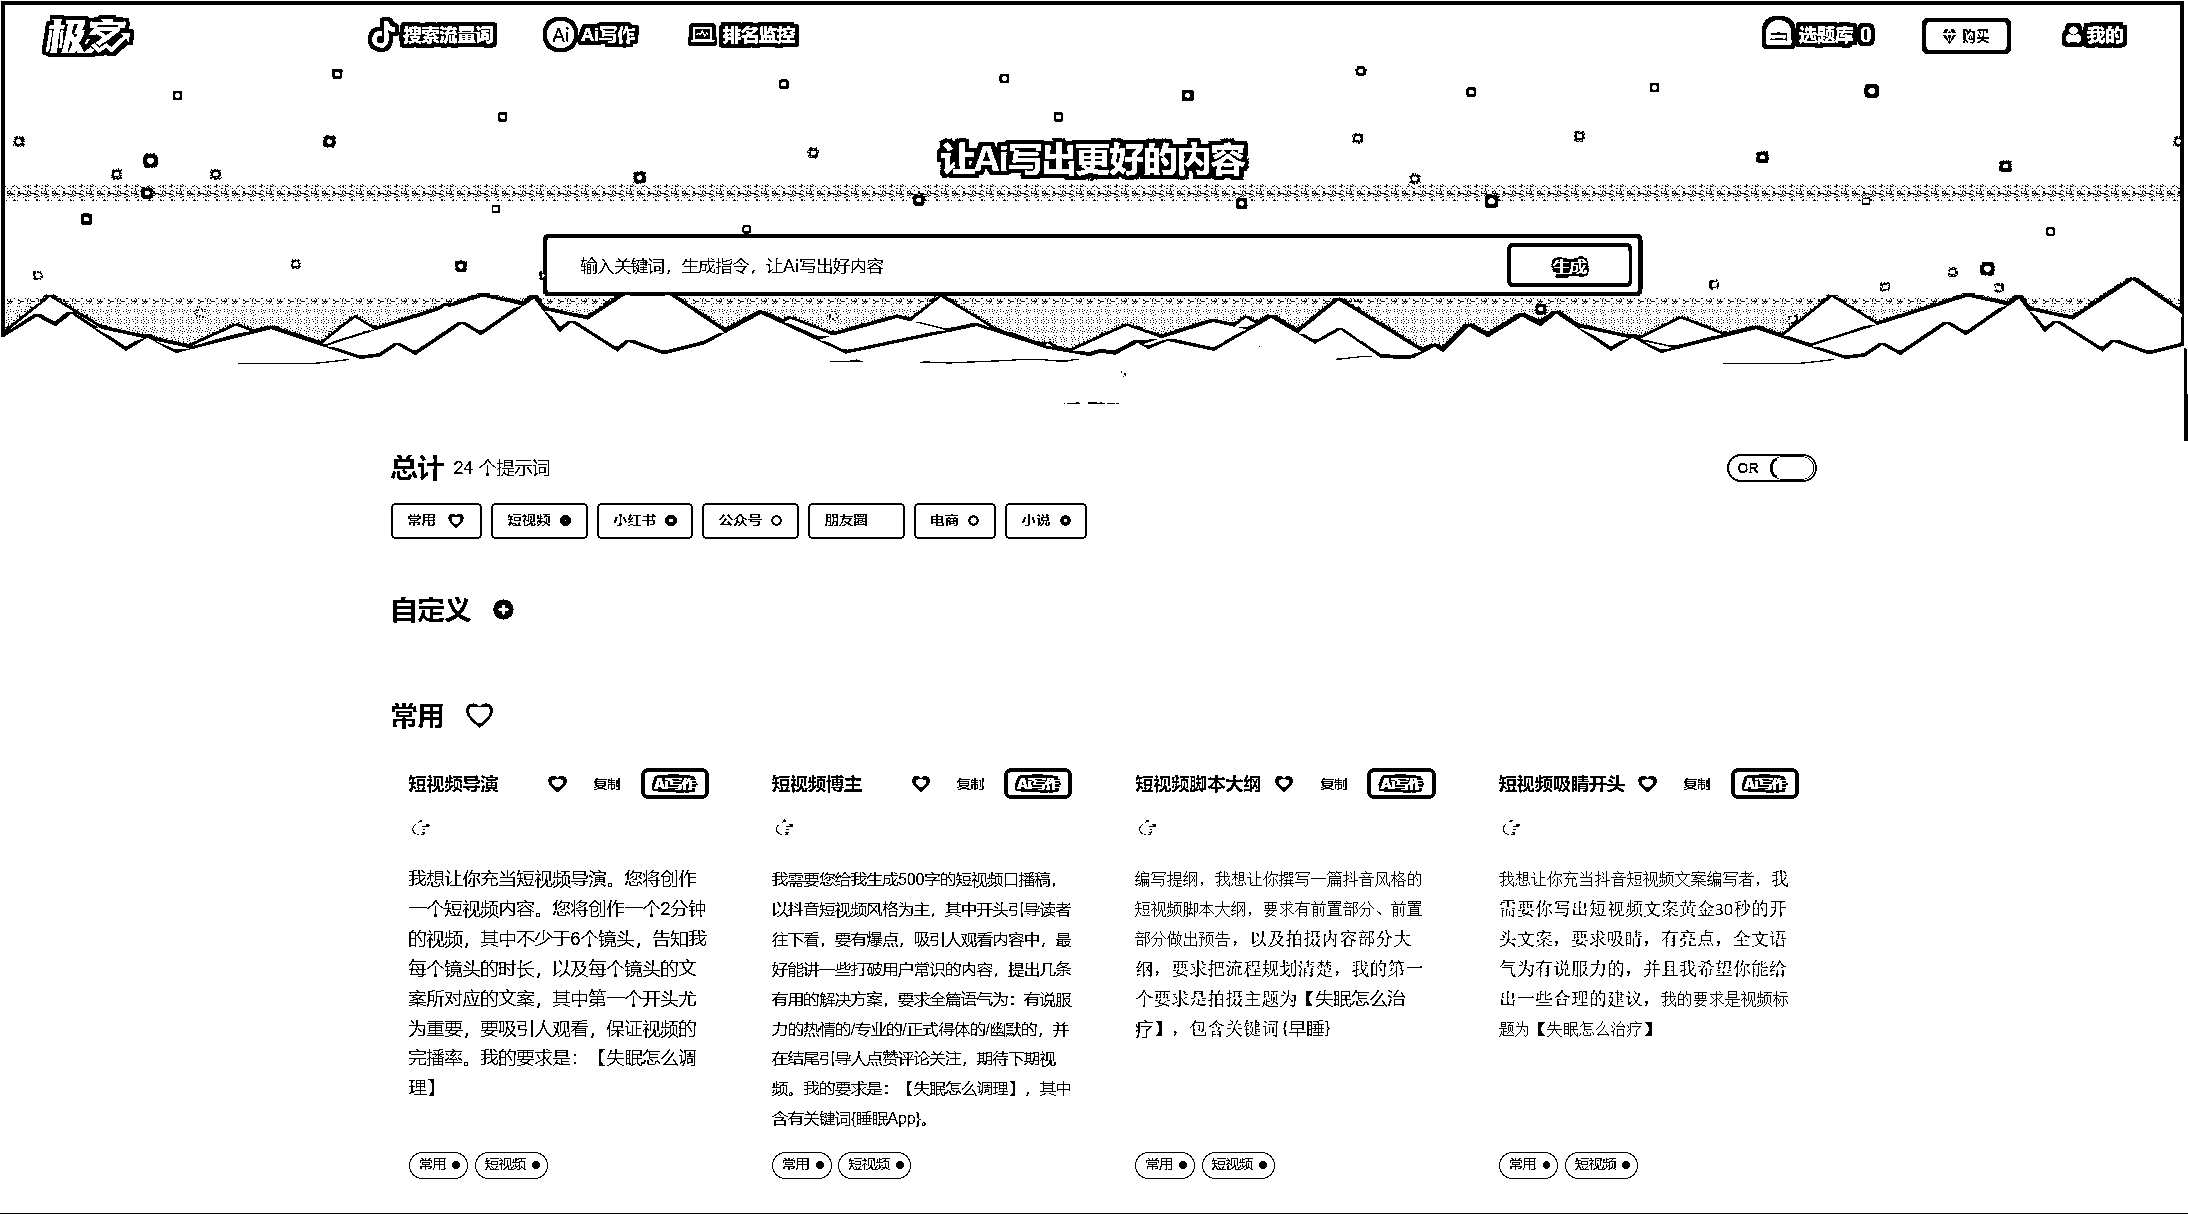 极客
搜索流量词
Ai Ai写作
排名监控
选题库 0
购买
我的
让Ai写出更好的内容
输入关键词，生成指令，让Ai写出好内容
生成
总计 24 个提示词
OR
常用
短视频
小红书
公众号
朋友圈
电商
小说
自定义
常用
短视频导演 复制 Ai写作
我想让你充当短视频导演。您将创作
一个短视频内容。您将创作一个2分钟
的视频，其中不少于6个镜头，告知我
每个镜头的时长，以及每个镜头的文
案所对应的文案，其中第一个开头尤
为重要，要吸引人观看，保证视频的
完播率。我的要求是：【失眠怎么调
理】
常用 短视频
短视频博主 复制 Ai写作
我需要您给我生成500字的短视频口播稿，
以抖音短视频风格为主，其中开头引导读者
往下看，要有爆点，吸引人观看内容中，最
好能讲一些打破用户常识的内容，提出几条
有用的解决方案，要求全篇语气为：有说服
力的热情的/专业的/正式得体的/幽默的，并
在结尾引导人点赞评论关注，期待下期视
频。我的要求是：【失眠怎么调理】，其中
含有关键词{睡眠App}。
常用 短视频
短视频脚本大纲 复制 Ai写作
编写提纲，我想让你撰写一篇抖音风格的
短视频脚本大纲，要求有前置部分、前置
部分做出预告，以及拍摄内容部分大
纲，要求把流程规划清楚，我的第一
个要求是拍摄主题为【失眠怎么治
疗】，包含关键词{早睡}
常用 短视频
短视频吸睛开头 复制 Ai写作
我想让你充当抖音短视频文案编写者，我
需要你写出短视频文案黄金30秒的开
头文案，要求吸睛，有亮点，全文语
气为有说服力的，并且我希望你能给
出一些合理的建议，我的要求是视频标
题为【失眠怎么治疗】
常用 短视频